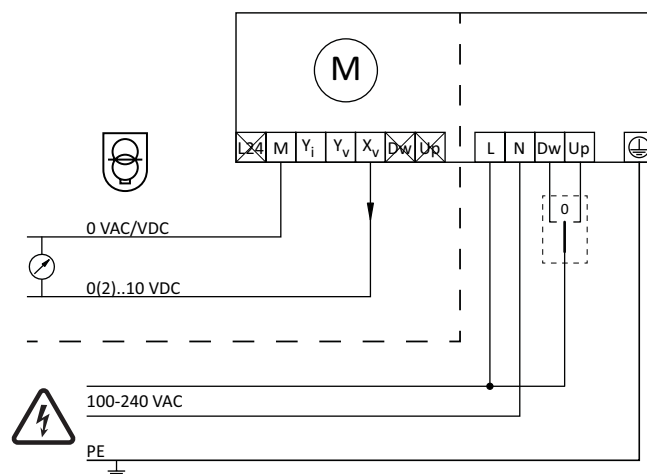 M
L24 M Yi Yv Xv Dw Up L N Dw Up
0
0 VAC/VDC
0(2)..10 VDC
100-240 VAC
PE